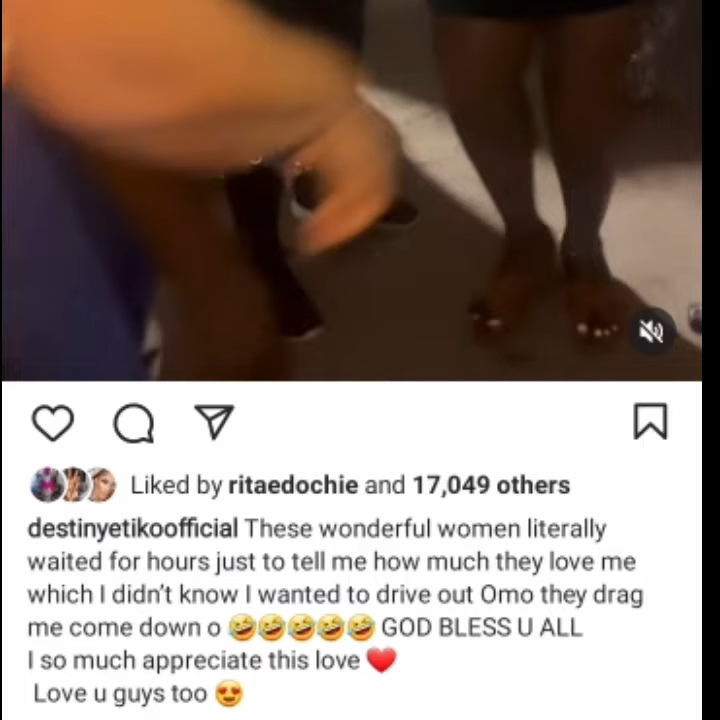 Liked by ritaedochie and 17,049 others
destinyetikoofficial These wonderful women literally
waited for hours just to tell me how much they love me
which I didn't know I wanted to drive out Omo they drag
me come down o 🤣🤣🤣🤣🤣 GOD BLESS U ALL
I so much appreciate this love ❤️
Love u guys too 😍